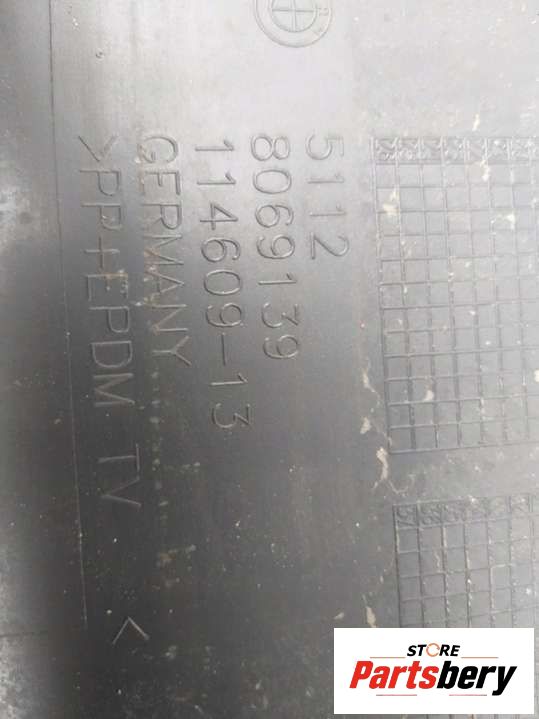 5112
8069139
114609-13
GERMANY
>PP+EPDM TV <
STORE
Partsbery